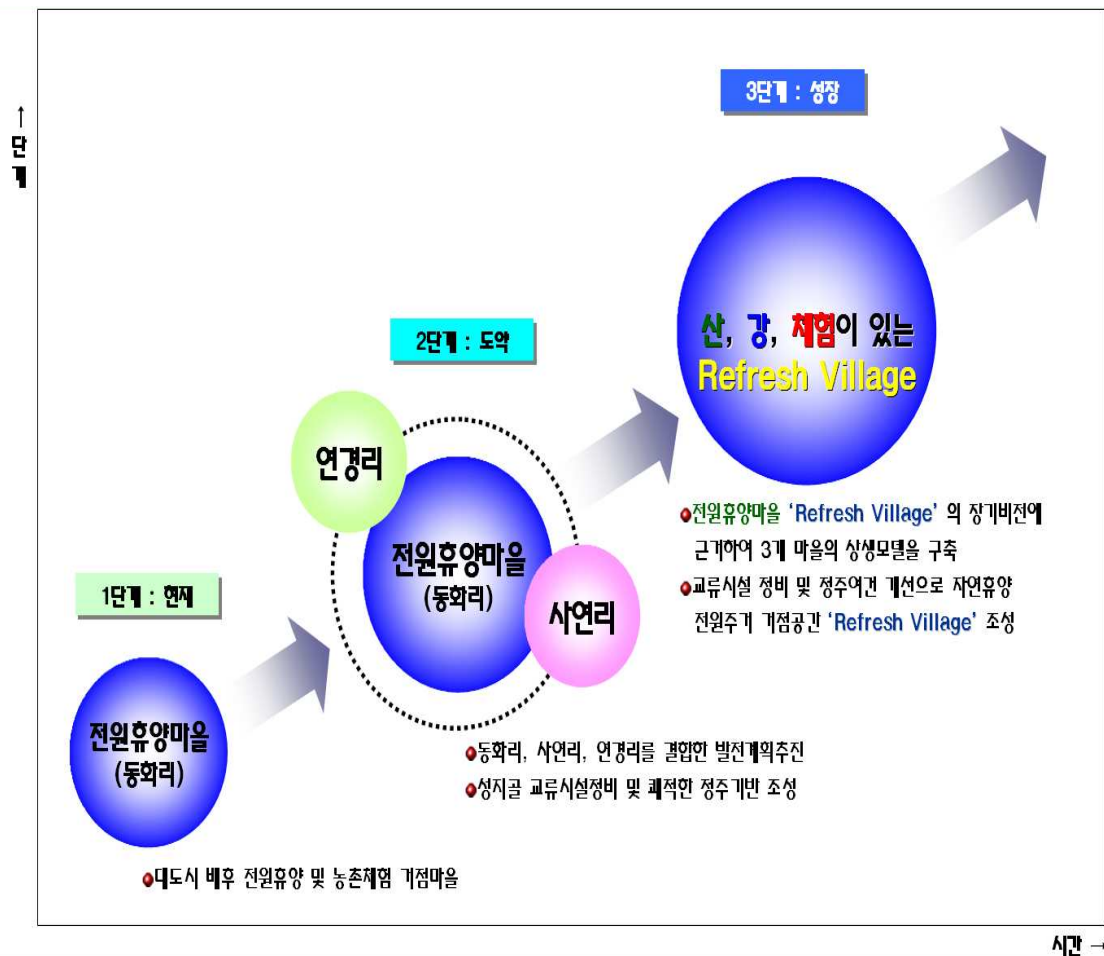 ↑
단
계
3단계 : 성장
산, 강, 체험이 있는
Refresh Village
2단계 : 도약
연경리
전원휴양마을
(동화리)
사연리
●전원휴양마을 ‘Refresh Village’ 의 장기비전에
근거하여 3개 마을의 상생모델을 구축
●교류시설 정비 및 정주여건 개선으로 자연휴양
전원주거 거점공간 ‘Refresh Village’ 조성
1단계 : 현재
전원휴양마을
(동화리)
●동화리, 사연리, 연경리를 결합한 발전계획추진
●성지골 교류시설정비 및 쾌적한 정주기반 조성
●대도시 배후 전원휴양 및 농촌체험 거점마을
시간 →